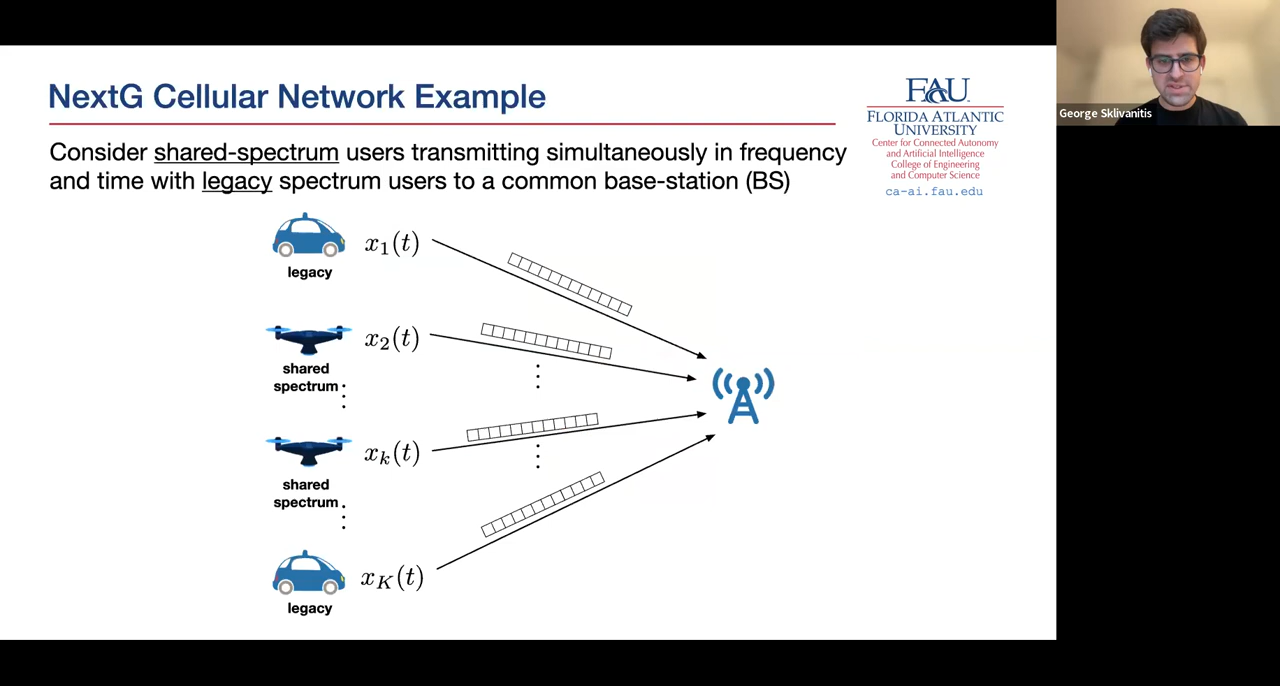 NextG Cellular Network Example
FAU
FLORIDA ATLANTIC
UNIVERSITY
Center for Connected Autonomy
and Artificial Intelligence
College of Engineering
and Computer Science
ca-ai.fau.edu
George Sklivanitis
Consider shared-spectrum users transmitting simultaneously in frequency
and time with legacy spectrum users to a common base-station (BS)
x₁(t)
legacy
x₂(t)
shared
spectrum
xₖ(t)
shared
spectrum
x_K(t)
legacy